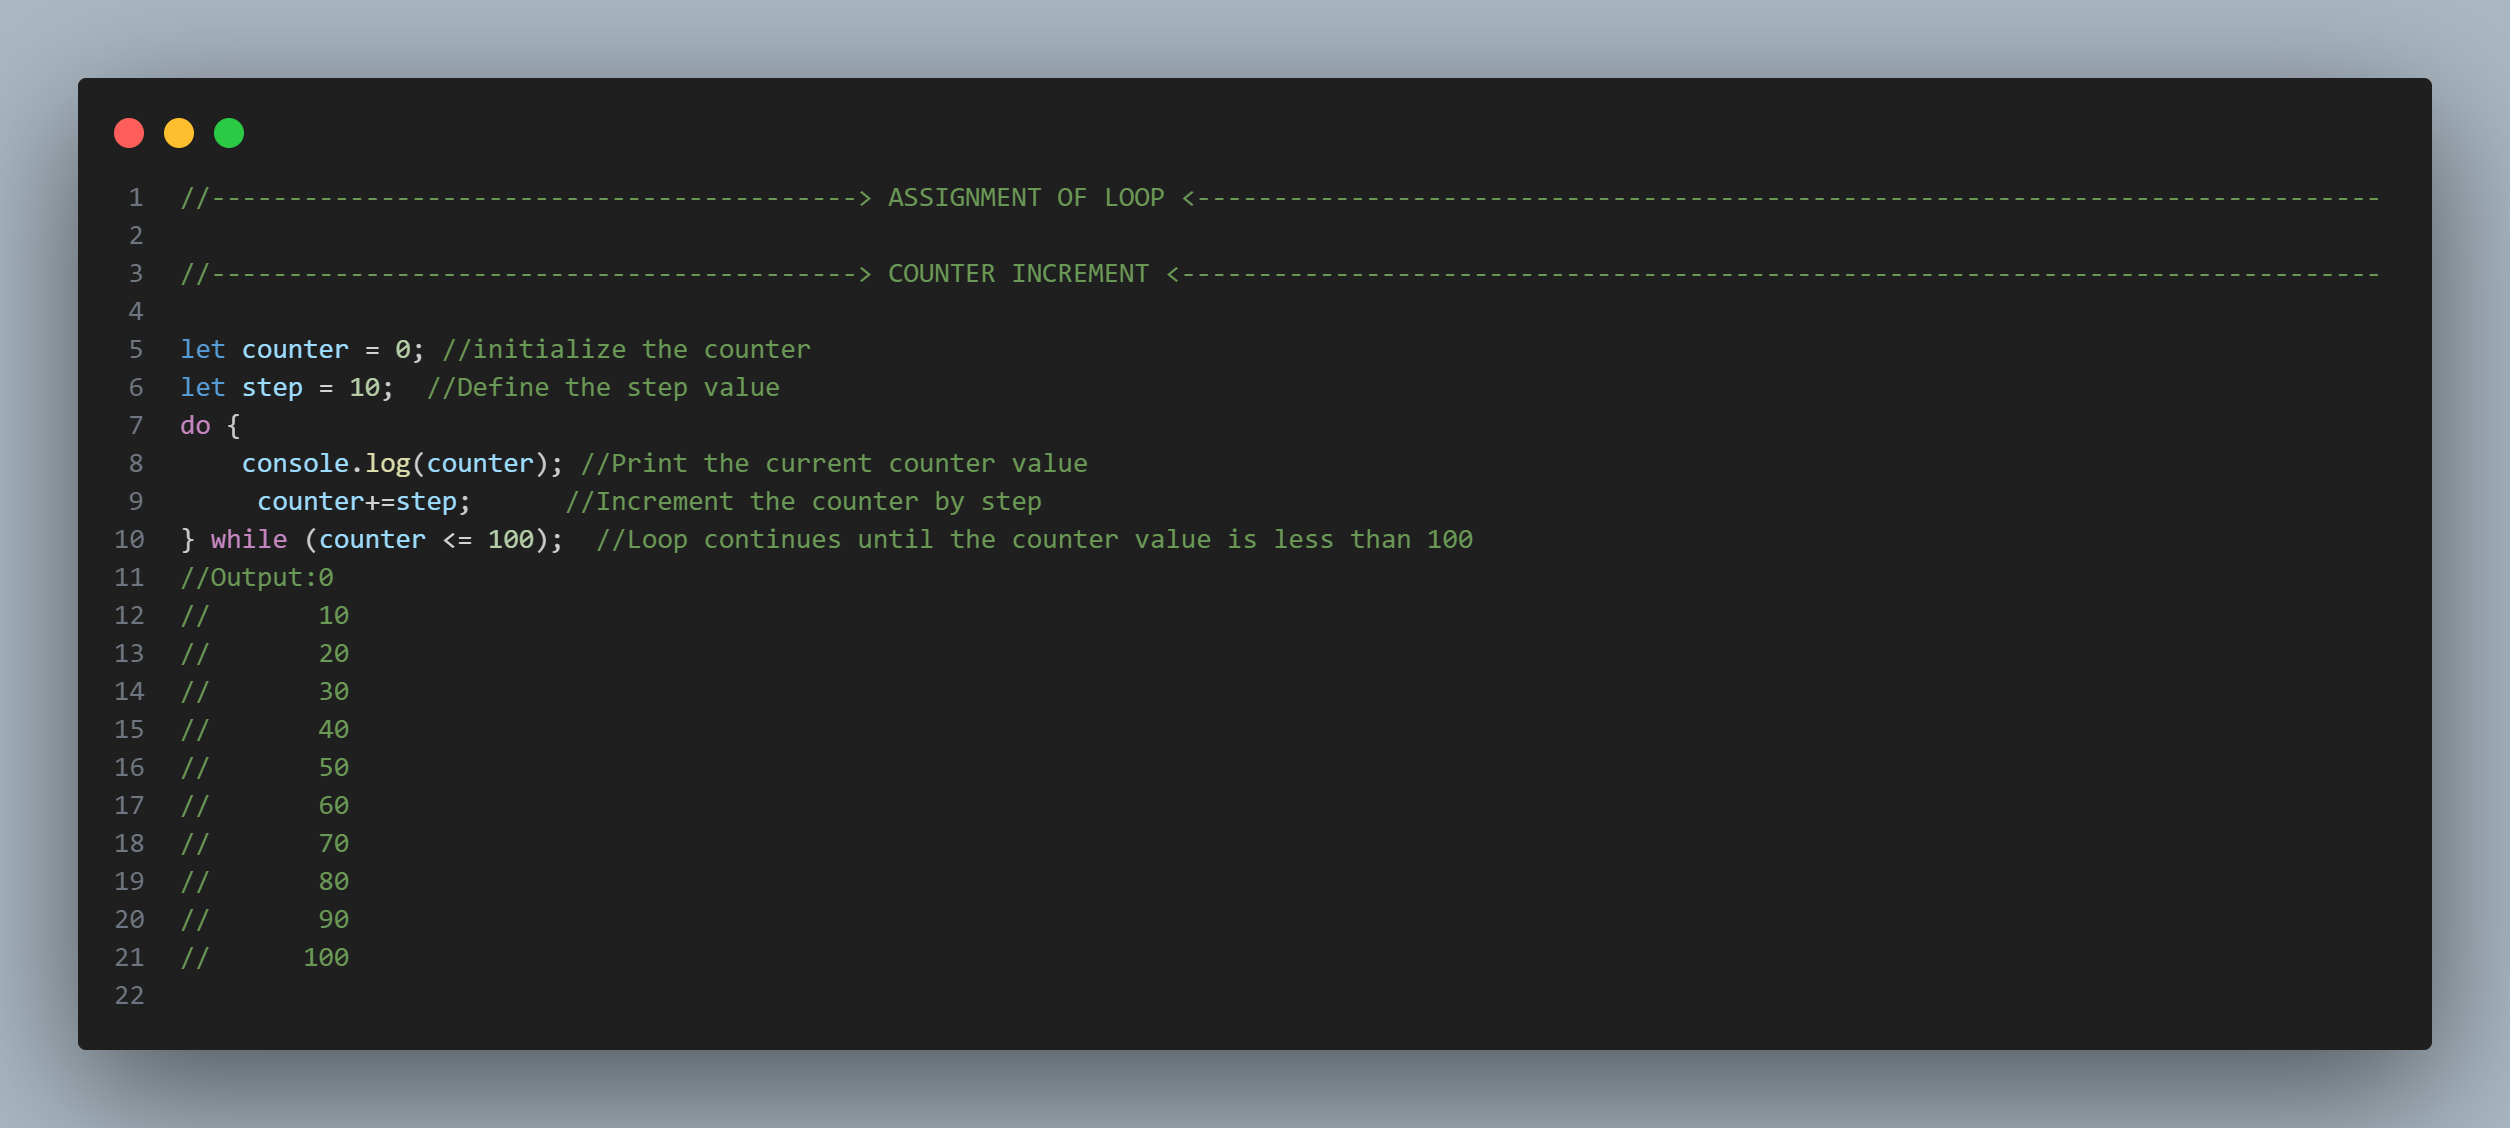 1 //------------------------------------------> ASSIGNMENT OF LOOP <-----------------------------------------------------------------------------
2
3 //------------------------------------------> COUNTER INCREMENT <------------------------------------------------------------------------------
4
5 let counter = 0; //initialize the counter
6 let step = 10;  //Define the step value
7 do {
8     console.log(counter); //Print the current counter value
9      counter+=step;      //Increment the counter by step
10 } while (counter <= 100);  //Loop continues until the counter value is less than 100
11 //Output:0
12 //       10
13 //       20
14 //       30
15 //       40
16 //       50
17 //       60
18 //       70
19 //       80
20 //       90
21 //      100
22